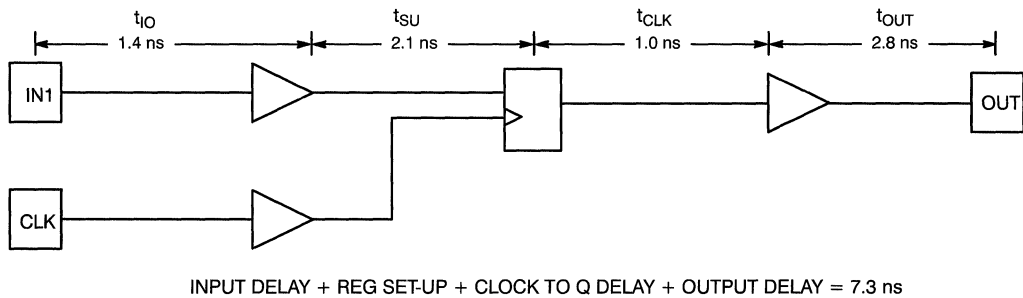 tIO tSU tCLK tOUT
1.4 ns 2.1 ns 1.0 ns 2.8 ns
IN1 OUT
CLK
INPUT DELAY + REG SET-UP + CLOCK TO Q DELAY + OUTPUT DELAY = 7.3 ns